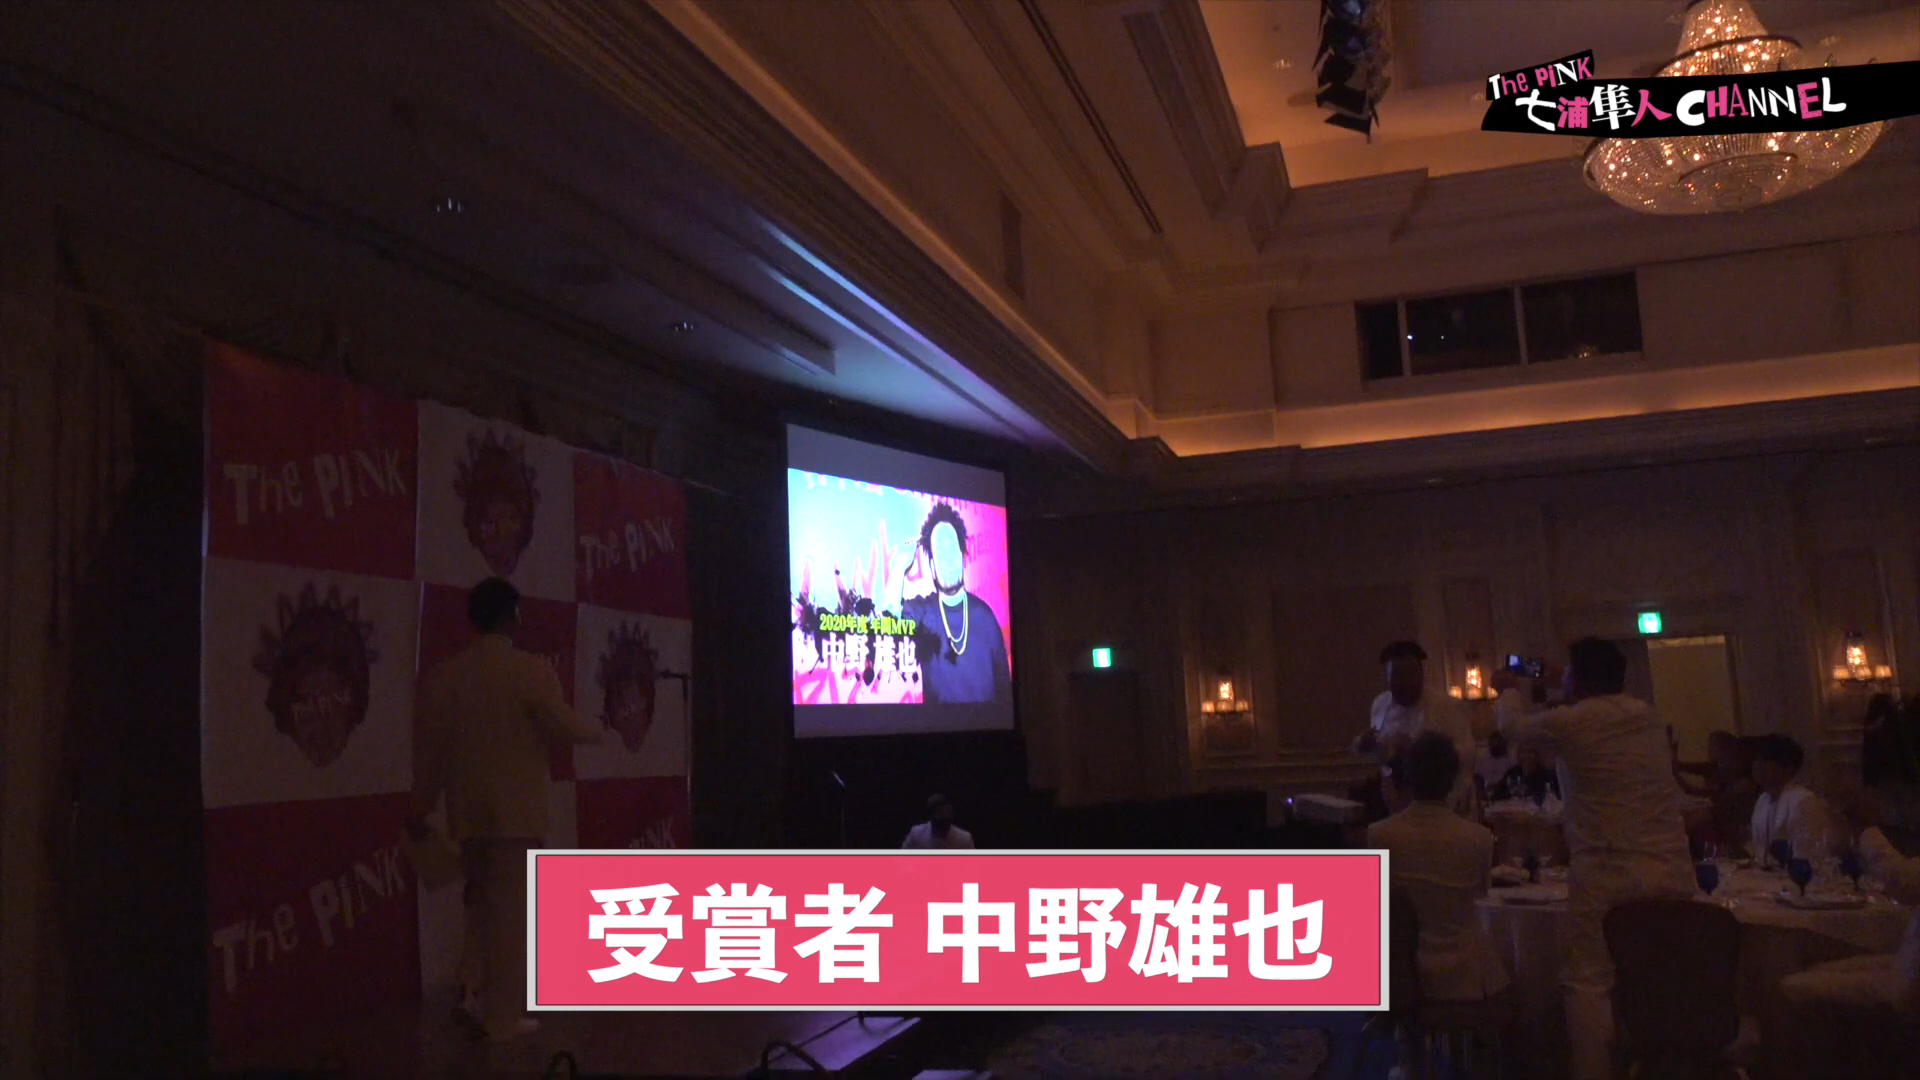 The PINK
七浦隼人 CHANNEL
The PINK
The PINK
2020年度 年間MVP
中野 雄也
The PINK
受賞者 中野雄也